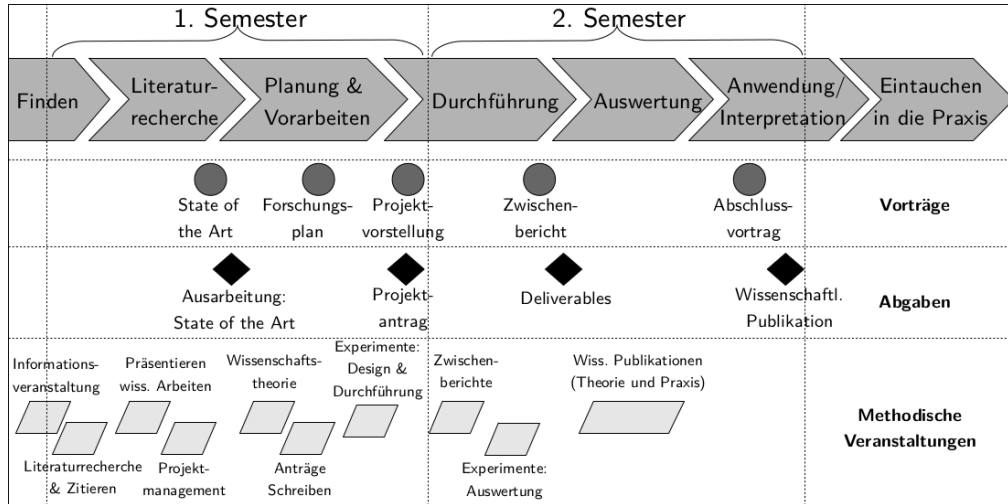 1. Semester
2. Semester
Finden
Literatur-
recherche
Planung &
Vorarbeiten
Durchführung
Auswertung
Anwendung/
Interpretation
Eintauchen
in die Praxis
State of
the Art
Forschungs-
plan
Projekt-
vorstellung
Zwischen-
bericht
Abschluss-
vortrag
Vorträge
Ausarbeitung:
State of the Art
Projekt-
antrag
Deliverables
Wissenschaftl.
Publikation
Abgaben
Informations-
veranstaltung
Präsentieren
wiss. Arbeiten
Wissenschafts-
theorie
Experimente:
Design &
Durchführung
Zwischen-
berichte
Wiss. Publikationen
(Theorie und Praxis)
Literaturrecherche
& Zitieren
Projekt-
management
Anträge
Schreiben
Experimente:
Auswertung
Methodische
Veranstaltungen